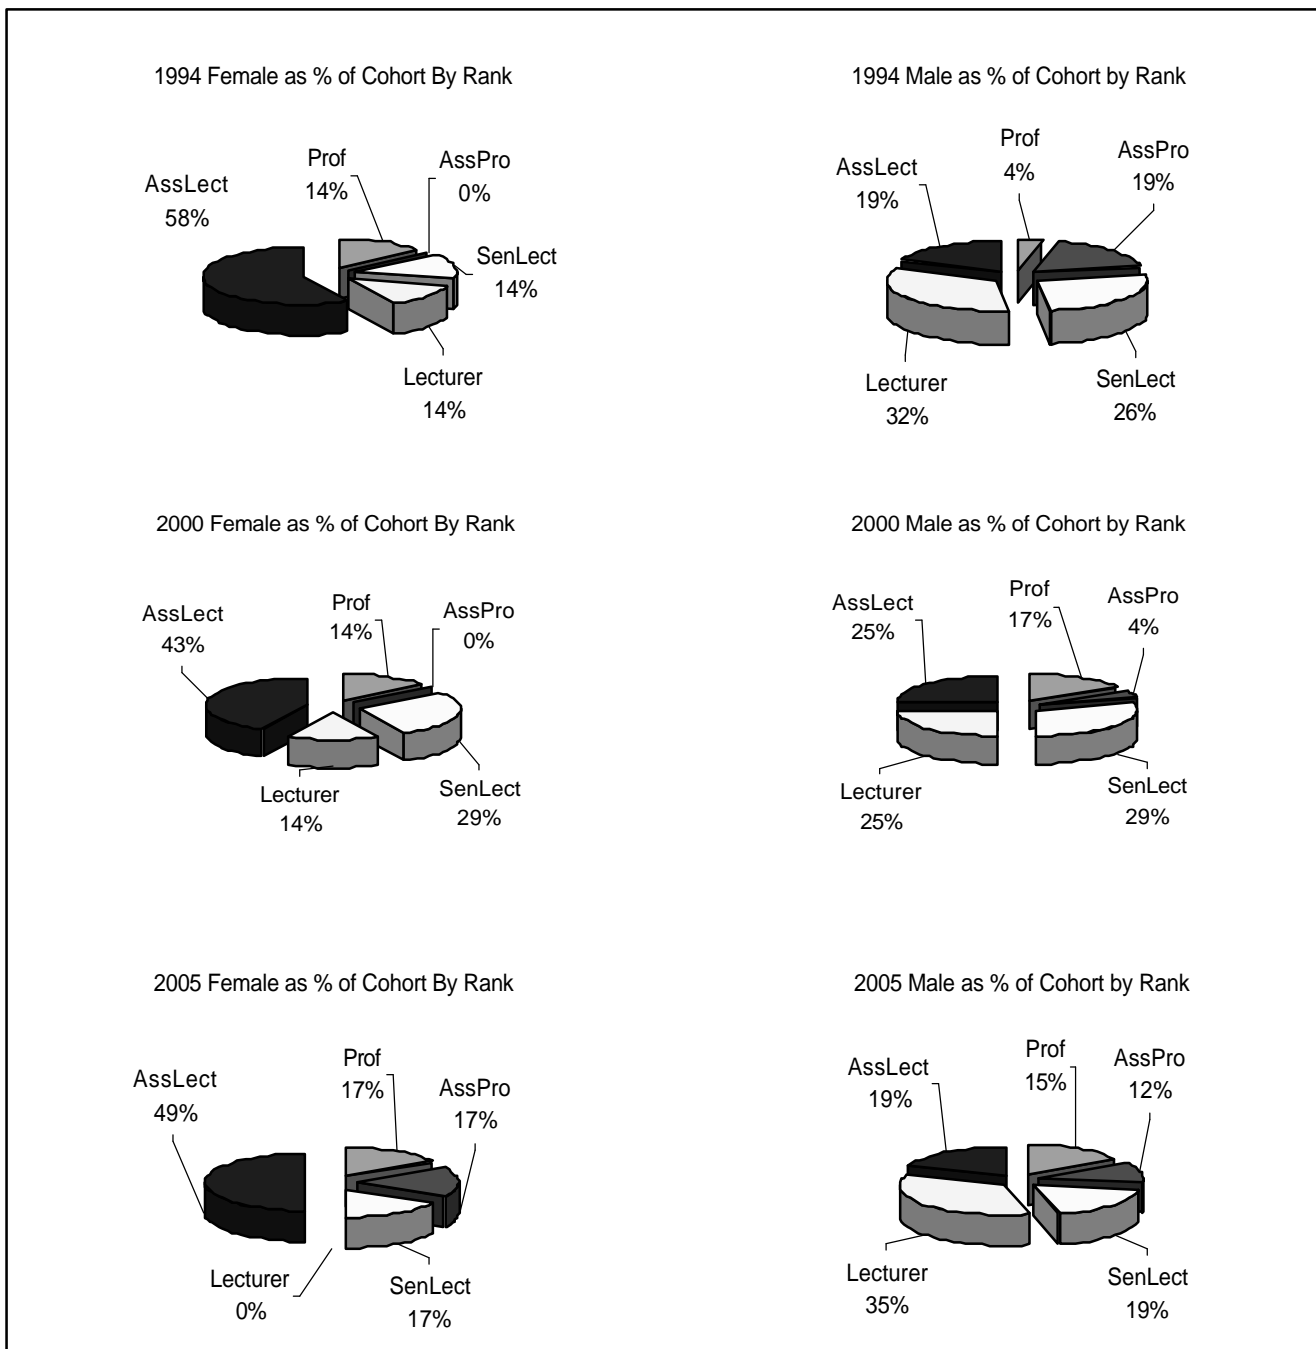 1994 Female as % of Cohort By Rank
Prof
14%
AssPro
0%
AssLect
58%
SenLect
14%
Lecturer
14%
1994 Male as % of Cohort by Rank
Prof
4%
AssPro
19%
AssLect
19%
SenLect
26%
Lecturer
32%
2000 Female as % of Cohort By Rank
Prof
14%
AssPro
0%
AssLect
43%
SenLect
29%
Lecturer
14%
2000 Male as % of Cohort by Rank
Prof
17%
AssPro
4%
AssLect
25%
SenLect
29%
Lecturer
25%
2005 Female as % of Cohort By Rank
Prof
17%
AssPro
17%
AssLect
49%
Lecturer
0%
SenLect
17%
2005 Male as % of Cohort by Rank
Prof
15%
AssPro
12%
AssLect
19%
Lecturer
35%
SenLect
19%